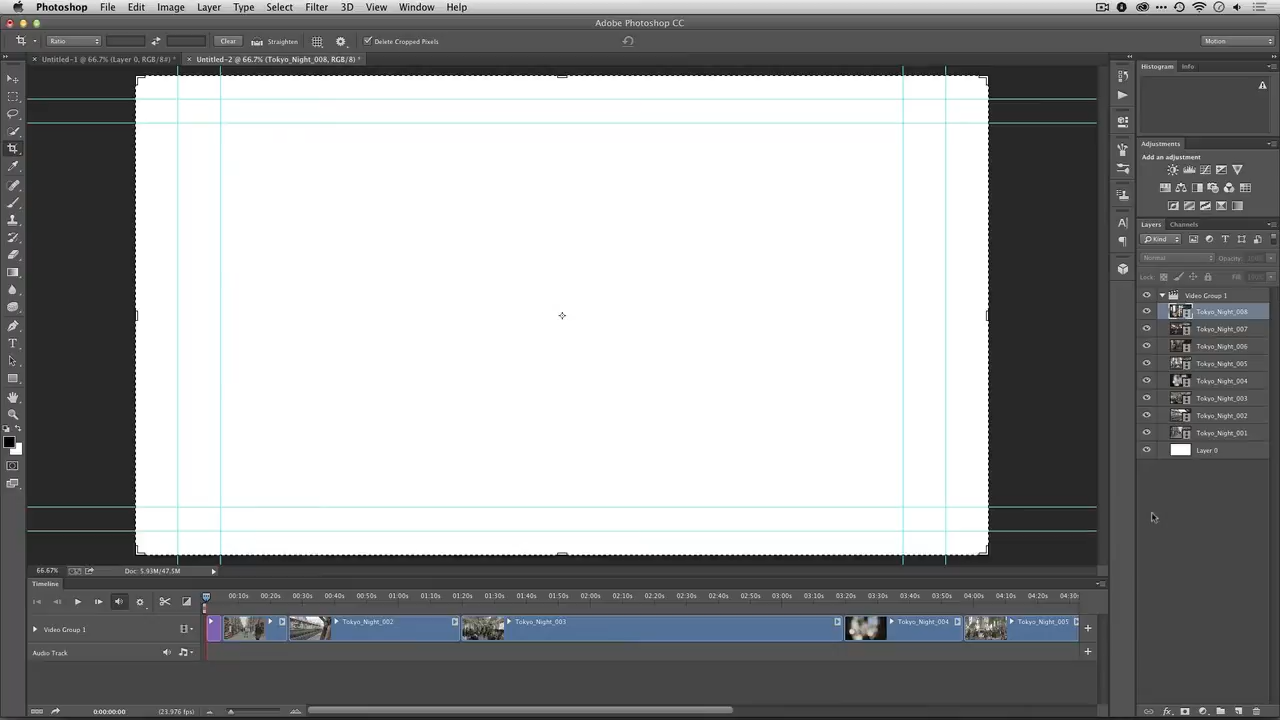 Photoshop File Edit Image Layer Type Select Filter 3D View Window Help
Adobe Photoshop CC
Ratio Clear Straighten Delete Cropped Pixels Motion
Untitled-1 @ 66.7% (Layer 0, RGB/8#) * Untitled-2 @ 66.7% (Tokyo_Night_008, RGB/8) *
Histogram Info
Adjustments
Add an adjustment
Layers Channels
Kind
Normal Opacity:
Lock: Fill:
Video Group 1
Tokyo_Night_008
Tokyo_Night_007
Tokyo_Night_006
Tokyo_Night_005
Tokyo_Night_004
Tokyo_Night_003
Tokyo_Night_002
Tokyo_Night_001
Layer 0
66.67% Doc: 5.93M/47.5M
Timeline
00:10s 00:20s 00:30s 00:40s 00:50s 01:00s 01:10s 01:20s 01:30s 01:40s 01:50s 02:00s 02:10s 02:20s 02:30s 02:40s 02:50s 03:00s 03:10s 03:20s 03:30s 03:40s 03:50s 04:00s 04:10s 04:20s 04:30s
Video Group 1 Tokyo_Night_002 Tokyo_Night_003 Tokyo_Night_004 Tokyo_Night_005
Audio Track
0:00:00:00 (23.976 fps)